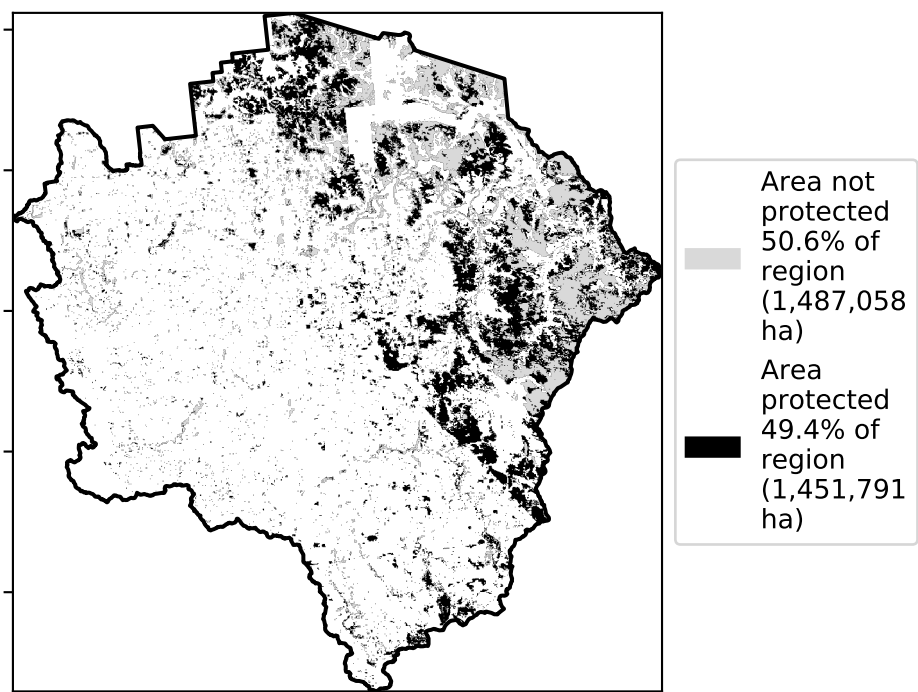 Area not
protected
50.6% of
region
(1,487,058
ha)
Area
protected
49.4% of
region
(1,451,791
ha)